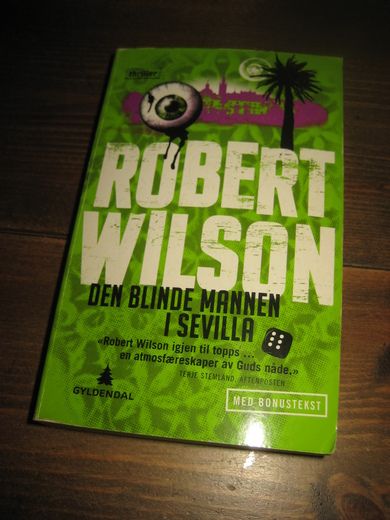 thriller
ROBERT
WILSON
DEN BLINDE MANNEN
I SEVILLA
«Robert Wilson igjen til topps ...
en atmosfæreskaper av Guds nåde.»
TERJE STEMLAND, AFTENPOSTEN
GYLDENDAL
MED BONUSTEKST